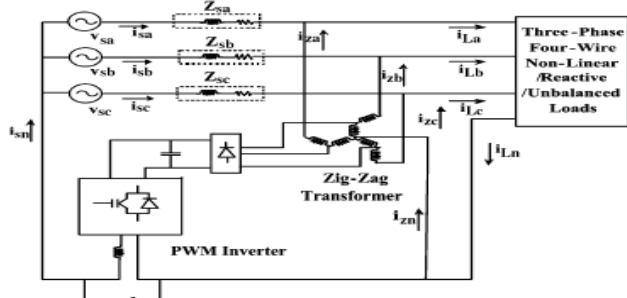 Z_sa
v_sa
i_sa
i_za
i_La
Z_sb
v_sb
i_sb
i_zb
i_Lb
Z_sc
v_sc
i_sc
i_zc
i_Lc
i_sn
Three-Phase
Four-Wire
Non-Linear
/Reactive
/Unbalanced
Loads
i_Ln
Zig-Zag
Transformer
i_zn
PWM Inverter